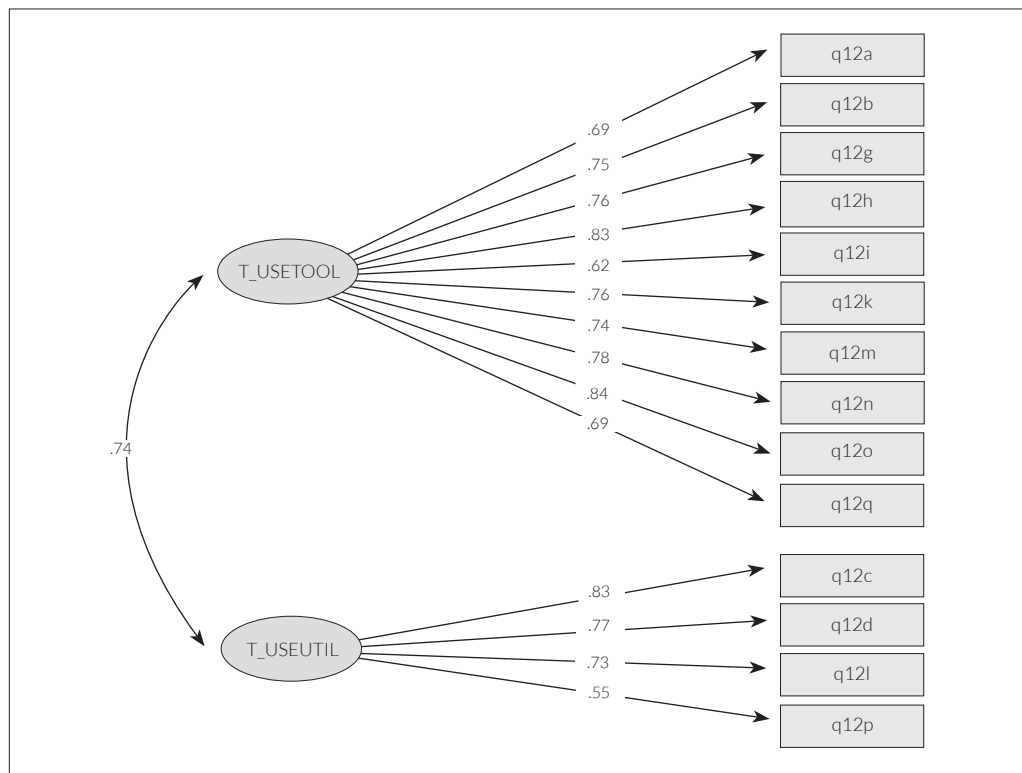 q12a
q12b
.69
q12g
.75
.76
q12h
.83
q12i
.62
T_USETOOL
.76
q12k
.74
q12m
.78
.84
q12n
.69
.74
q12o
q12q
q12c
.83
.77
q12d
T_USEUTIL
.73
q12l
.55
q12p